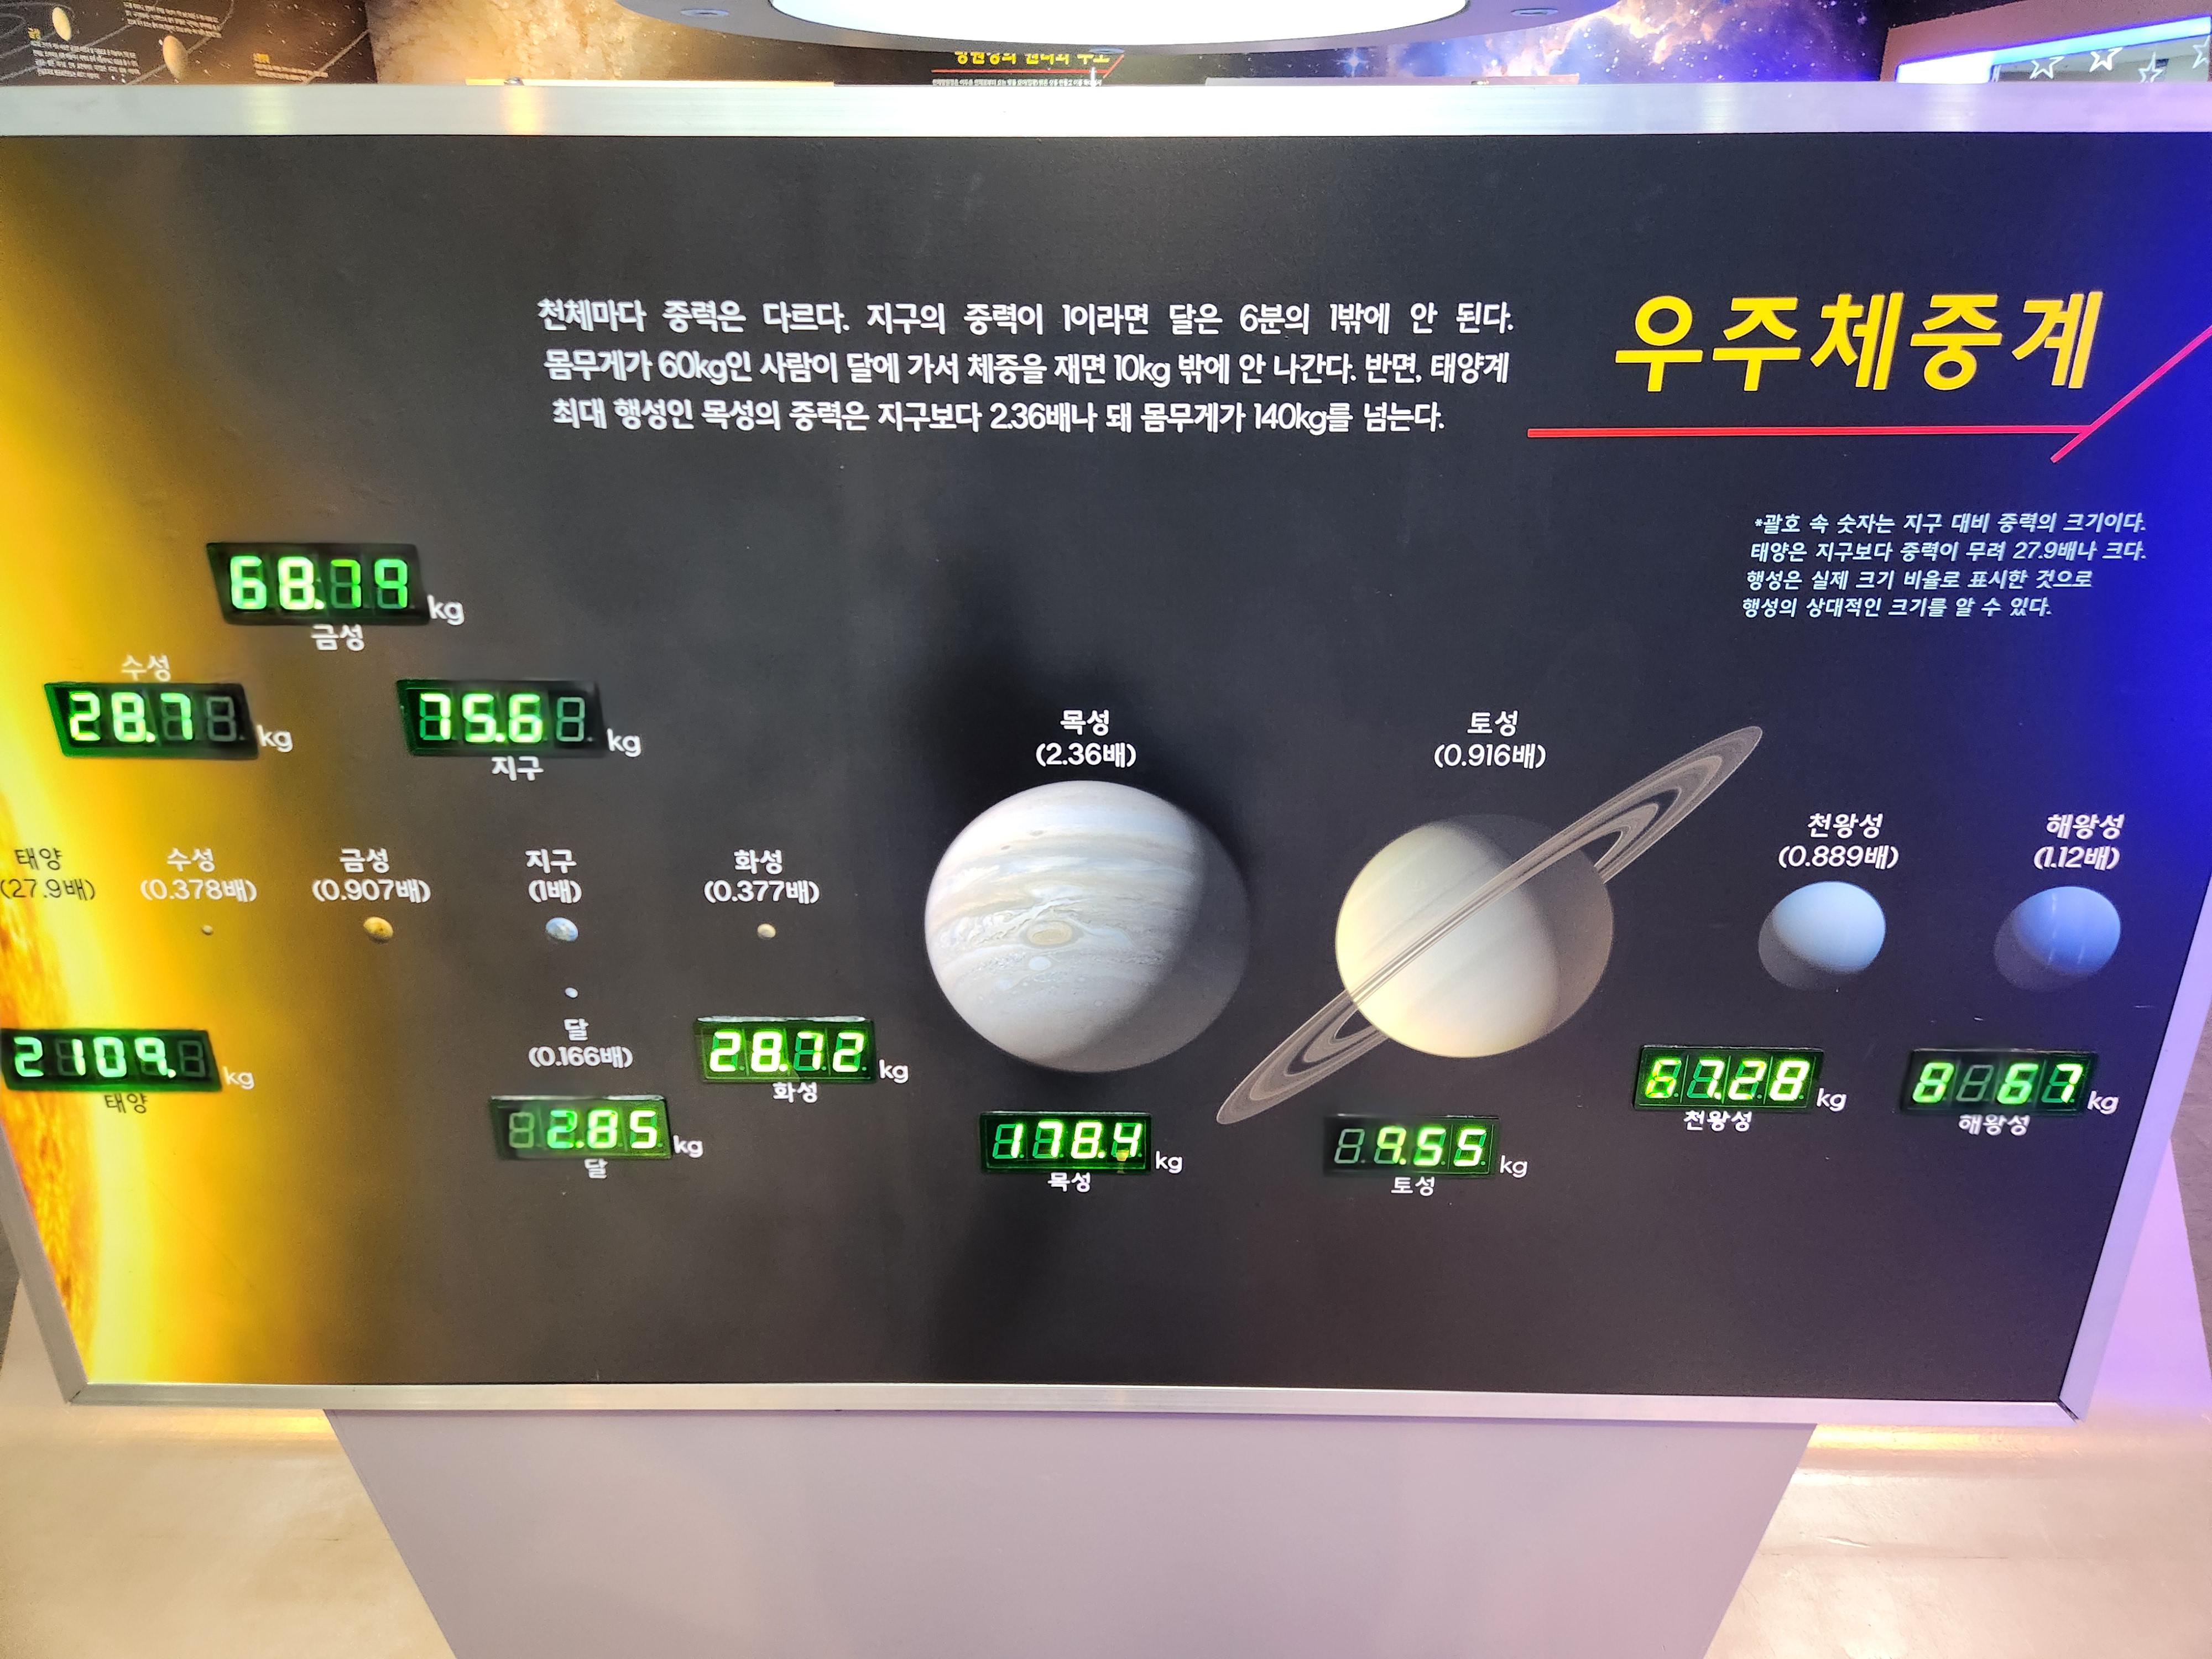 천체마다 중력은 다르다. 지구의 중력이 1이라면 달은 6분의 1밖에 안 된다.
몸무게가 60kg인 사람이 달에 가서 체중을 재면 10kg 밖에 안 나간다. 반면, 태양계
최대 행성인 목성의 중력은 지구보다 2.36배나 돼 몸무게가 140kg를 넘는다.
우주체중계
*괄호 속 숫자는 지구 대비 중력의 크기이다.
태양은 지구보다 중력이 무려 27.9배나 크다.
행성은 실제 크기 비율로 표시한 것으로
행성의 상대적인 크기를 알 수 있다.
kg
금성
수성
28.7 kg
75.6 kg
지구
태양
(27.9배)
수성
(0.378배)
금성
(0.907배)
지구
(1배)
화성
(0.377배)
목성
(2.36배)
토성
(0.916배)
천왕성
(0.889배)
해왕성
(1.12배)
달
(0.166배)
2109. kg
태양
2.85 kg
달
kg
화성
178.4 kg
목성
kg
토성
kg
천왕성
kg
해왕성